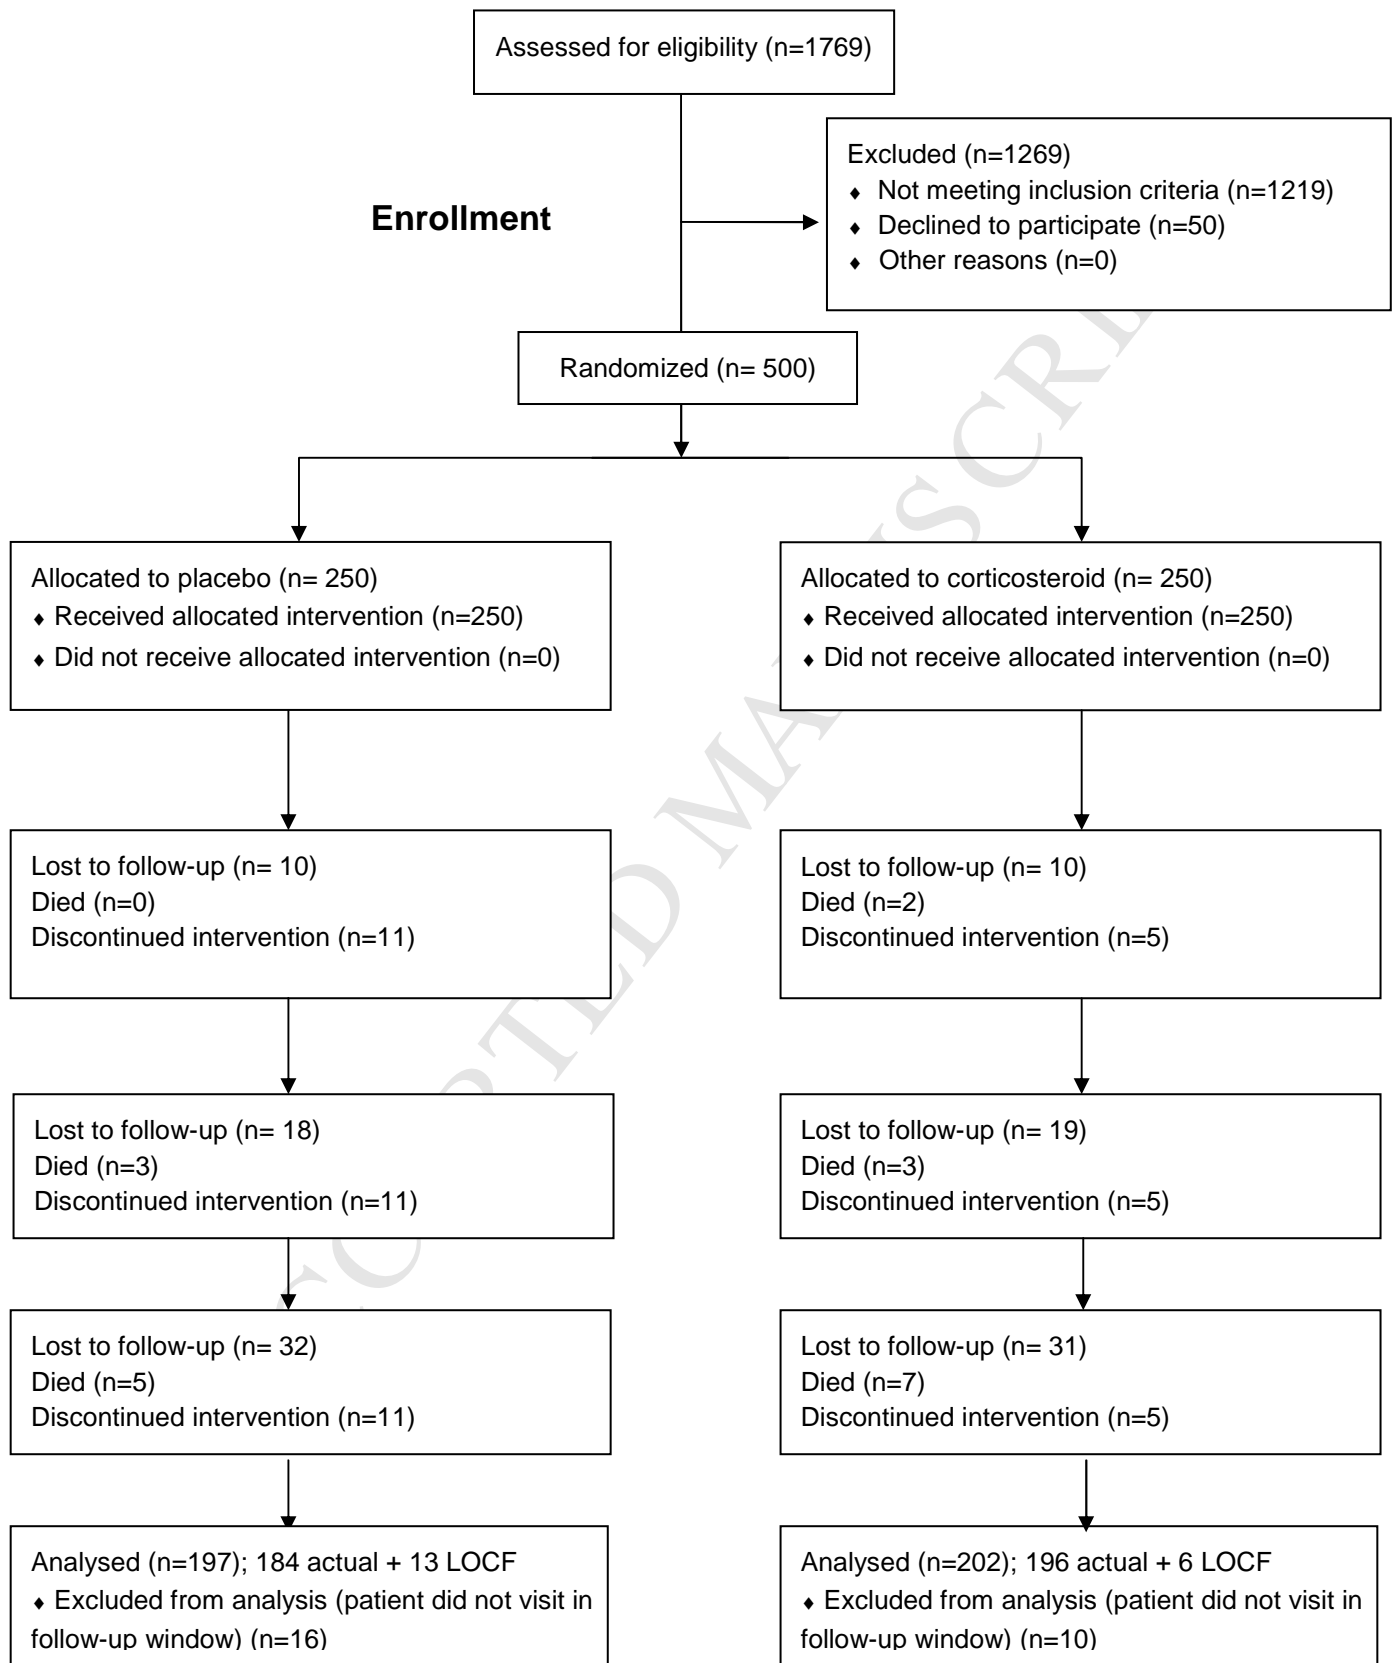 Assessed for eligibility (n=1769)
Excluded (n=1269)
♦ Not meeting inclusion criteria (n=1219)
♦ Declined to participate (n=50)
♦ Other reasons (n=0)
Enrollment
Randomized (n= 500)
Allocated to placebo (n= 250)
♦ Received allocated intervention (n=250)
♦ Did not receive allocated intervention (n=0)
Allocated to corticosteroid (n= 250)
♦ Received allocated intervention (n=250)
♦ Did not receive allocated intervention (n=0)
Lost to follow-up (n= 10)
Died (n=0)
Discontinued intervention (n=11)
Lost to follow-up (n= 10)
Died (n=2)
Discontinued intervention (n=5)
Lost to follow-up (n= 18)
Died (n=3)
Discontinued intervention (n=11)
Lost to follow-up (n= 19)
Died (n=3)
Discontinued intervention (n=5)
Lost to follow-up (n= 32)
Died (n=5)
Discontinued intervention (n=11)
Lost to follow-up (n= 31)
Died (n=7)
Discontinued intervention (n=5)
Analysed (n=197); 184 actual + 13 LOCF
♦ Excluded from analysis (patient did not visit in
follow-up window) (n=16)
Analysed (n=202); 196 actual + 6 LOCF
♦ Excluded from analysis (patient did not visit in
follow-up window) (n=10)